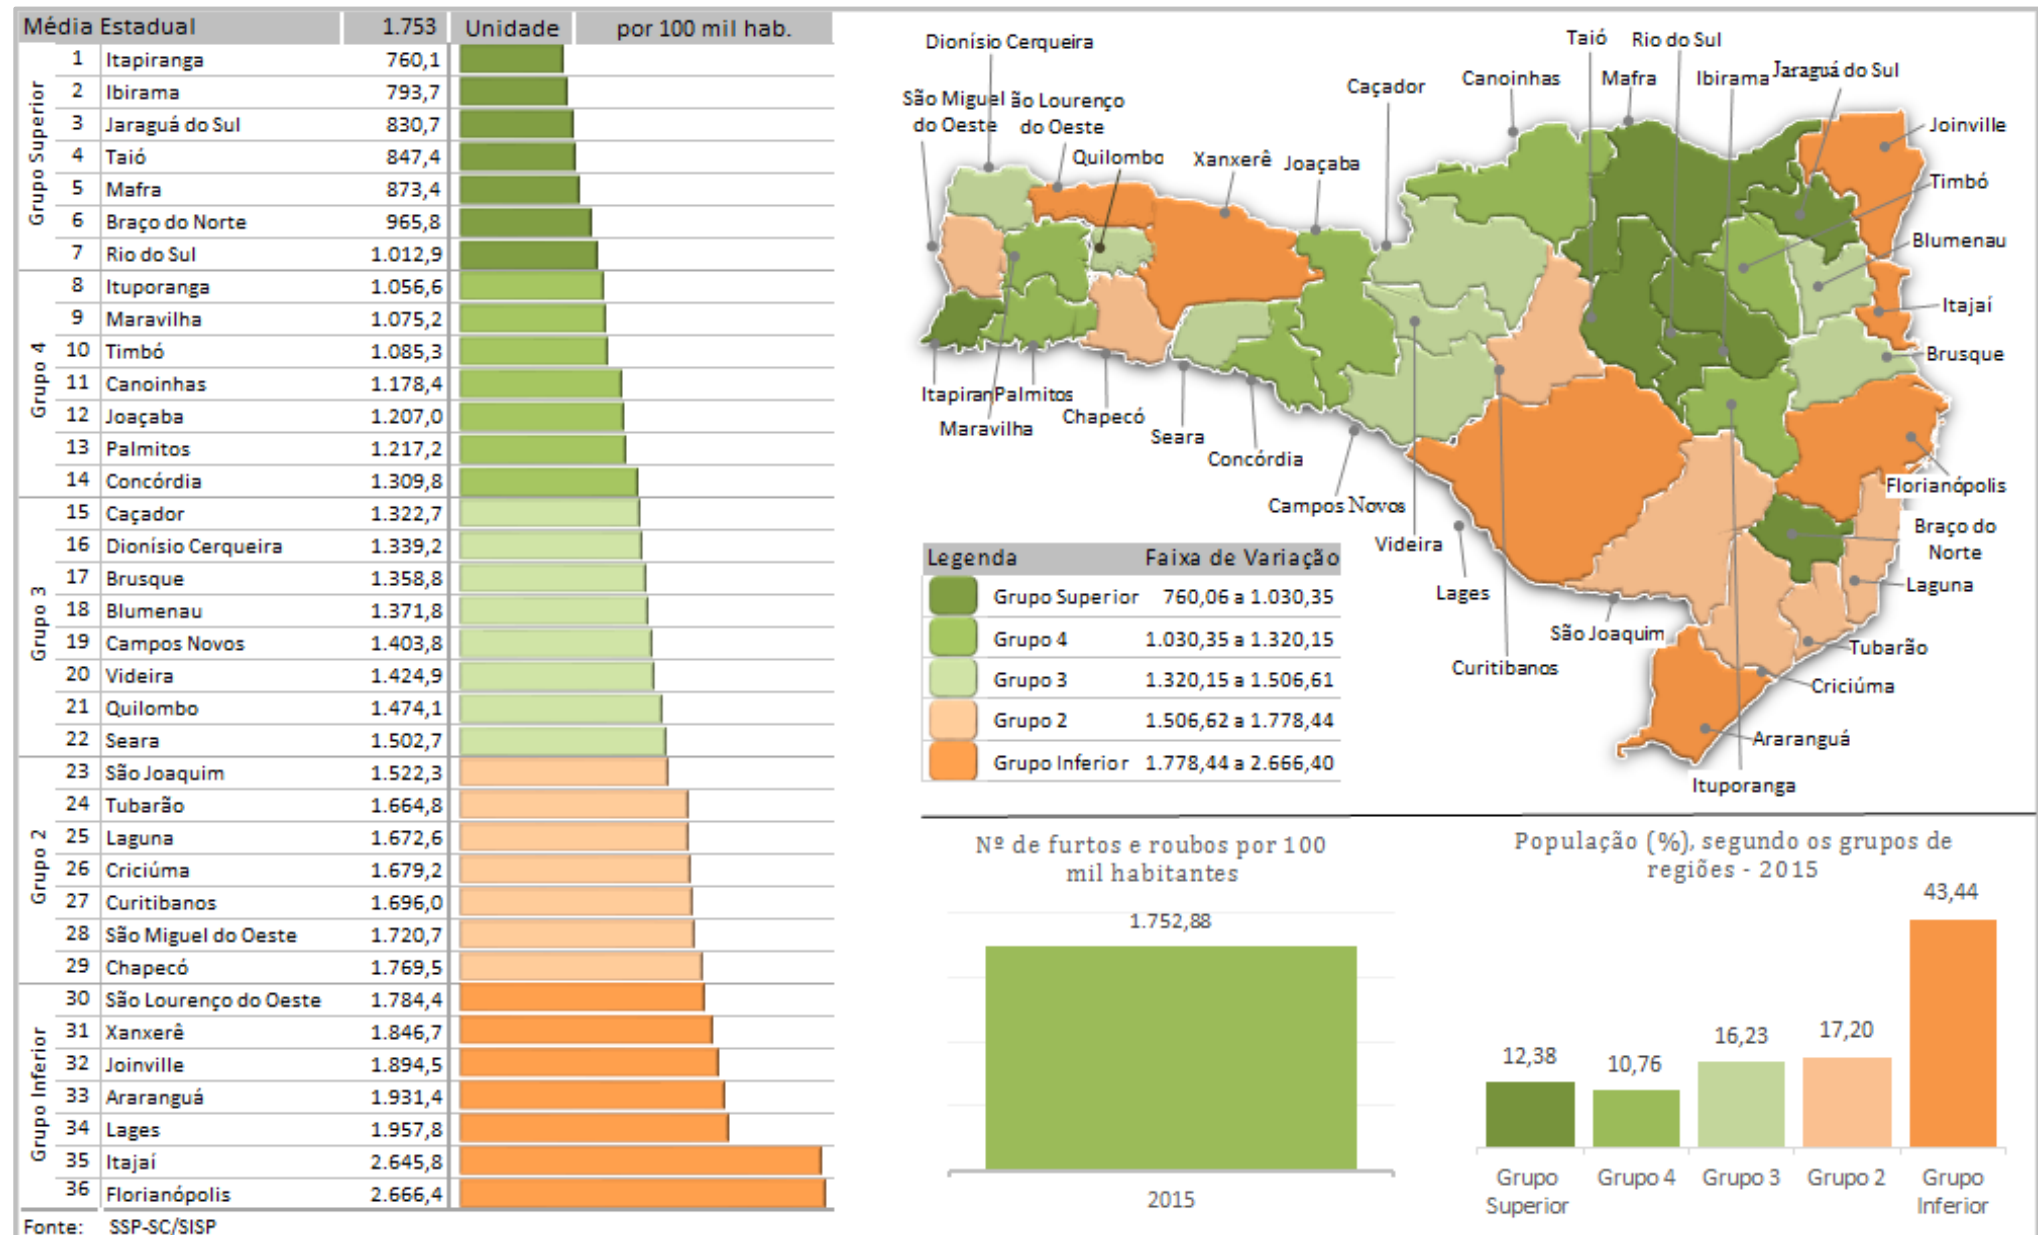 Média Estadual 1.753 Unidade por 100 mil hab.
Grupo Superior
1 Itapiranga 760,1
2 Ibirama 793,7
3 Jaraguá do Sul 830,7
4 Taió 847,4
5 Mafra 873,4
6 Braço do Norte 965,8
7 Rio do Sul 1.012,9
Grupo 4
8 Ituporanga 1.056,6
9 Maravilha 1.075,2
10 Timbó 1.085,3
11 Canoinhas 1.178,4
12 Joaçaba 1.207,0
13 Palmitos 1.217,2
14 Concórdia 1.309,8
Grupo 3
15 Caçador 1.322,7
16 Dionísio Cerqueira 1.339,2
17 Brusque 1.358,8
18 Blumenau 1.371,8
19 Campos Novos 1.403,8
20 Videira 1.424,9
21 Quilombo 1.474,1
22 Seara 1.502,7
Grupo 2
23 São Joaquim 1.522,3
24 Tubarão 1.664,8
25 Laguna 1.672,6
26 Criciúma 1.679,2
27 Curitibanos 1.696,0
28 São Miguel do Oeste 1.720,7
29 Chapecó 1.769,5
Grupo Inferior
30 São Lourenço do Oeste 1.784,4
31 Xanxerê 1.846,7
32 Joinville 1.894,5
33 Araranguá 1.931,4
34 Lages 1.957,8
35 Itajaí 2.645,8
36 Florianópolis 2.666,4
Fonte: SSP-SC/SISP
Dionísio Cerqueira
São Miguel
do Oeste
ão Lourenço
do Oeste
Quilombo
Xanxerê
Joaçaba
Caçador
Canoinhas
Taió
Mafra
Rio do Sul
Ibirama
Jaraguá do Sul
Joinville
Timbó
Blumenau
Itajaí
Brusque
Florianópolis
Braço do
Norte
Laguna
Tubarão
Criciúma
Araranguá
Ituporanga
São Joaquim
Curitibanos
Lages
Videira
Campos Novos
Concórdia
Seara
Chapecó
Maravilha
Palmitos
Itapiran
Legenda Faixa de Variação
Grupo Superior 760,06 a 1.030,35
Grupo 4 1.030,35 a 1.320,15
Grupo 3 1.320,15 a 1.506,61
Grupo 2 1.506,62 a 1.778,44
Grupo Inferior 1.778,44 a 2.666,40
Nº de furtos e roubos por 100
mil habitantes
1.752,88
2015
População (%), segundo os grupos de
regiões - 2015
12,38
10,76
16,23
17,20
43,44
Grupo
Superior
Grupo 4
Grupo 3
Grupo 2
Grupo
Inferior